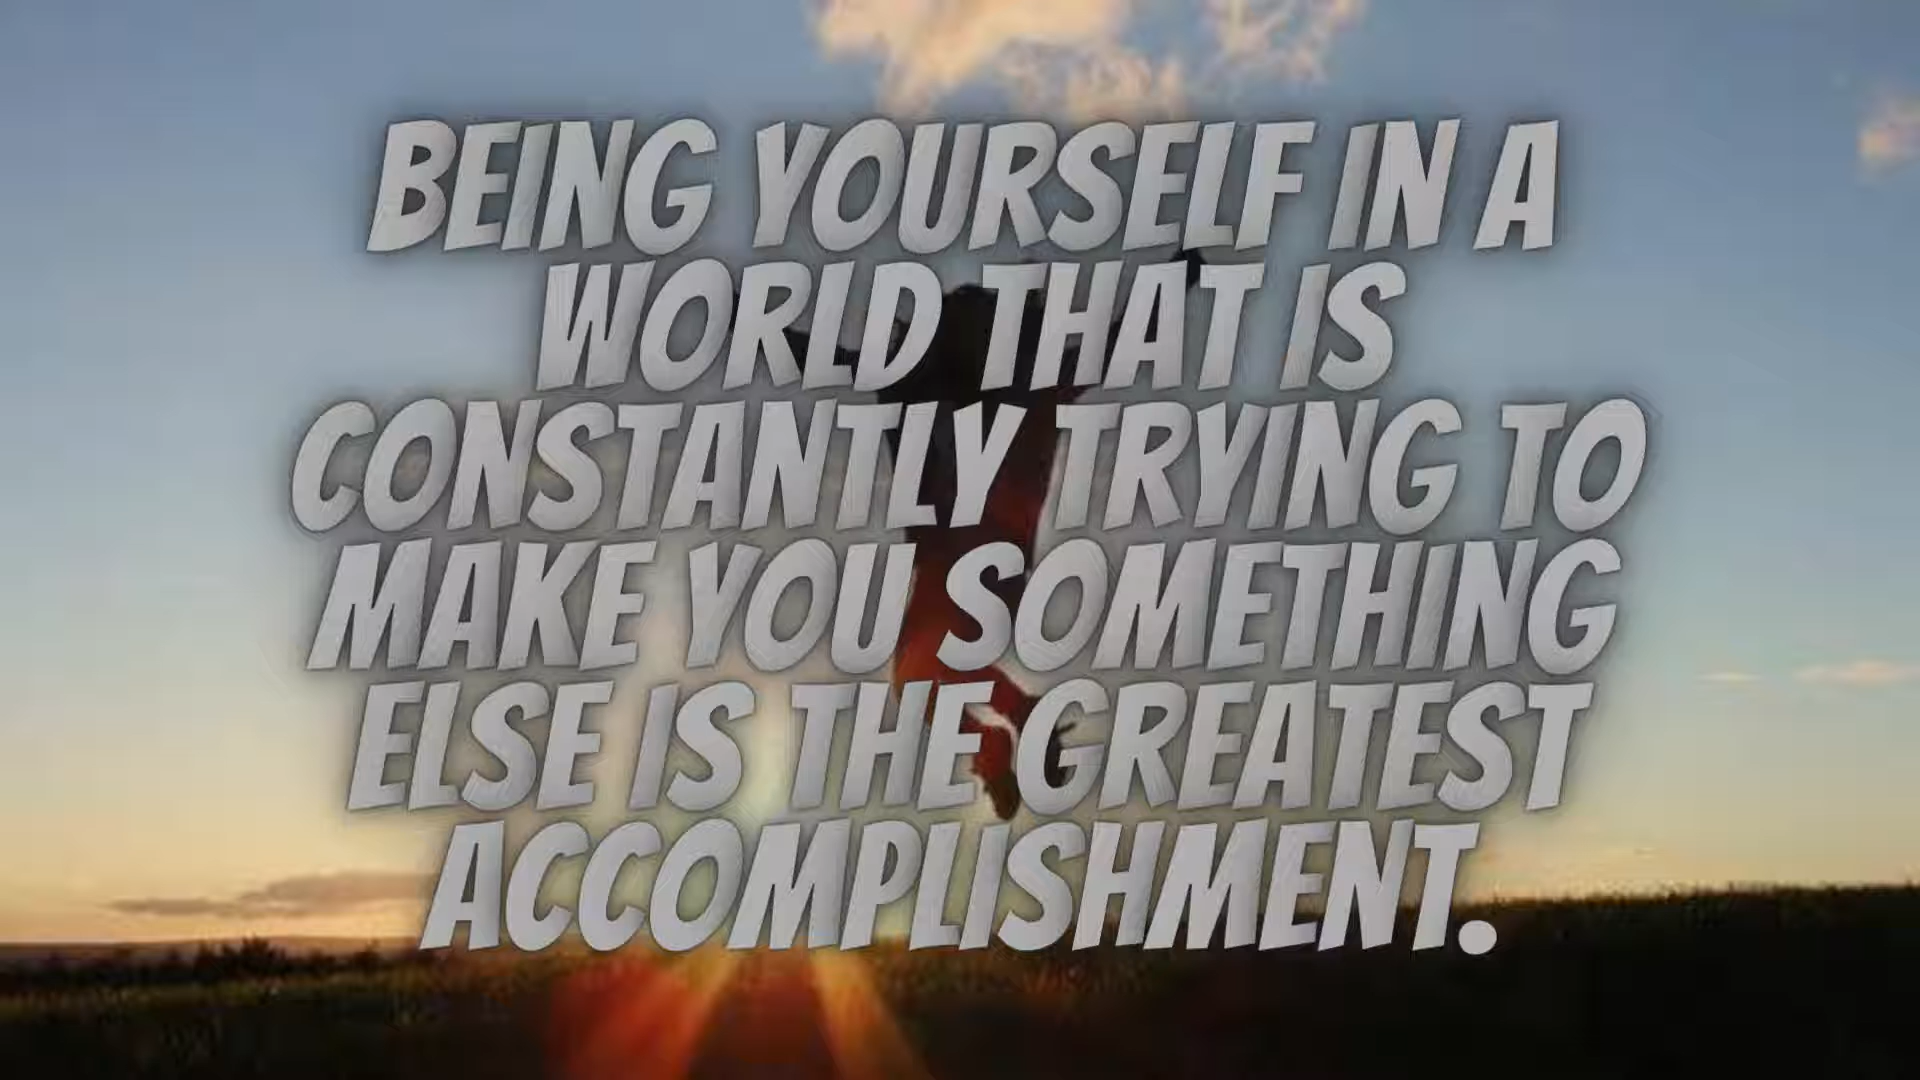 BEING YOURSELF IN A
WORLD THAT IS
CONSTANTLY TRYING TO
MAKE YOU SOMETHING
ELSE IS THE GREATEST
ACCOMPLISHMENT.